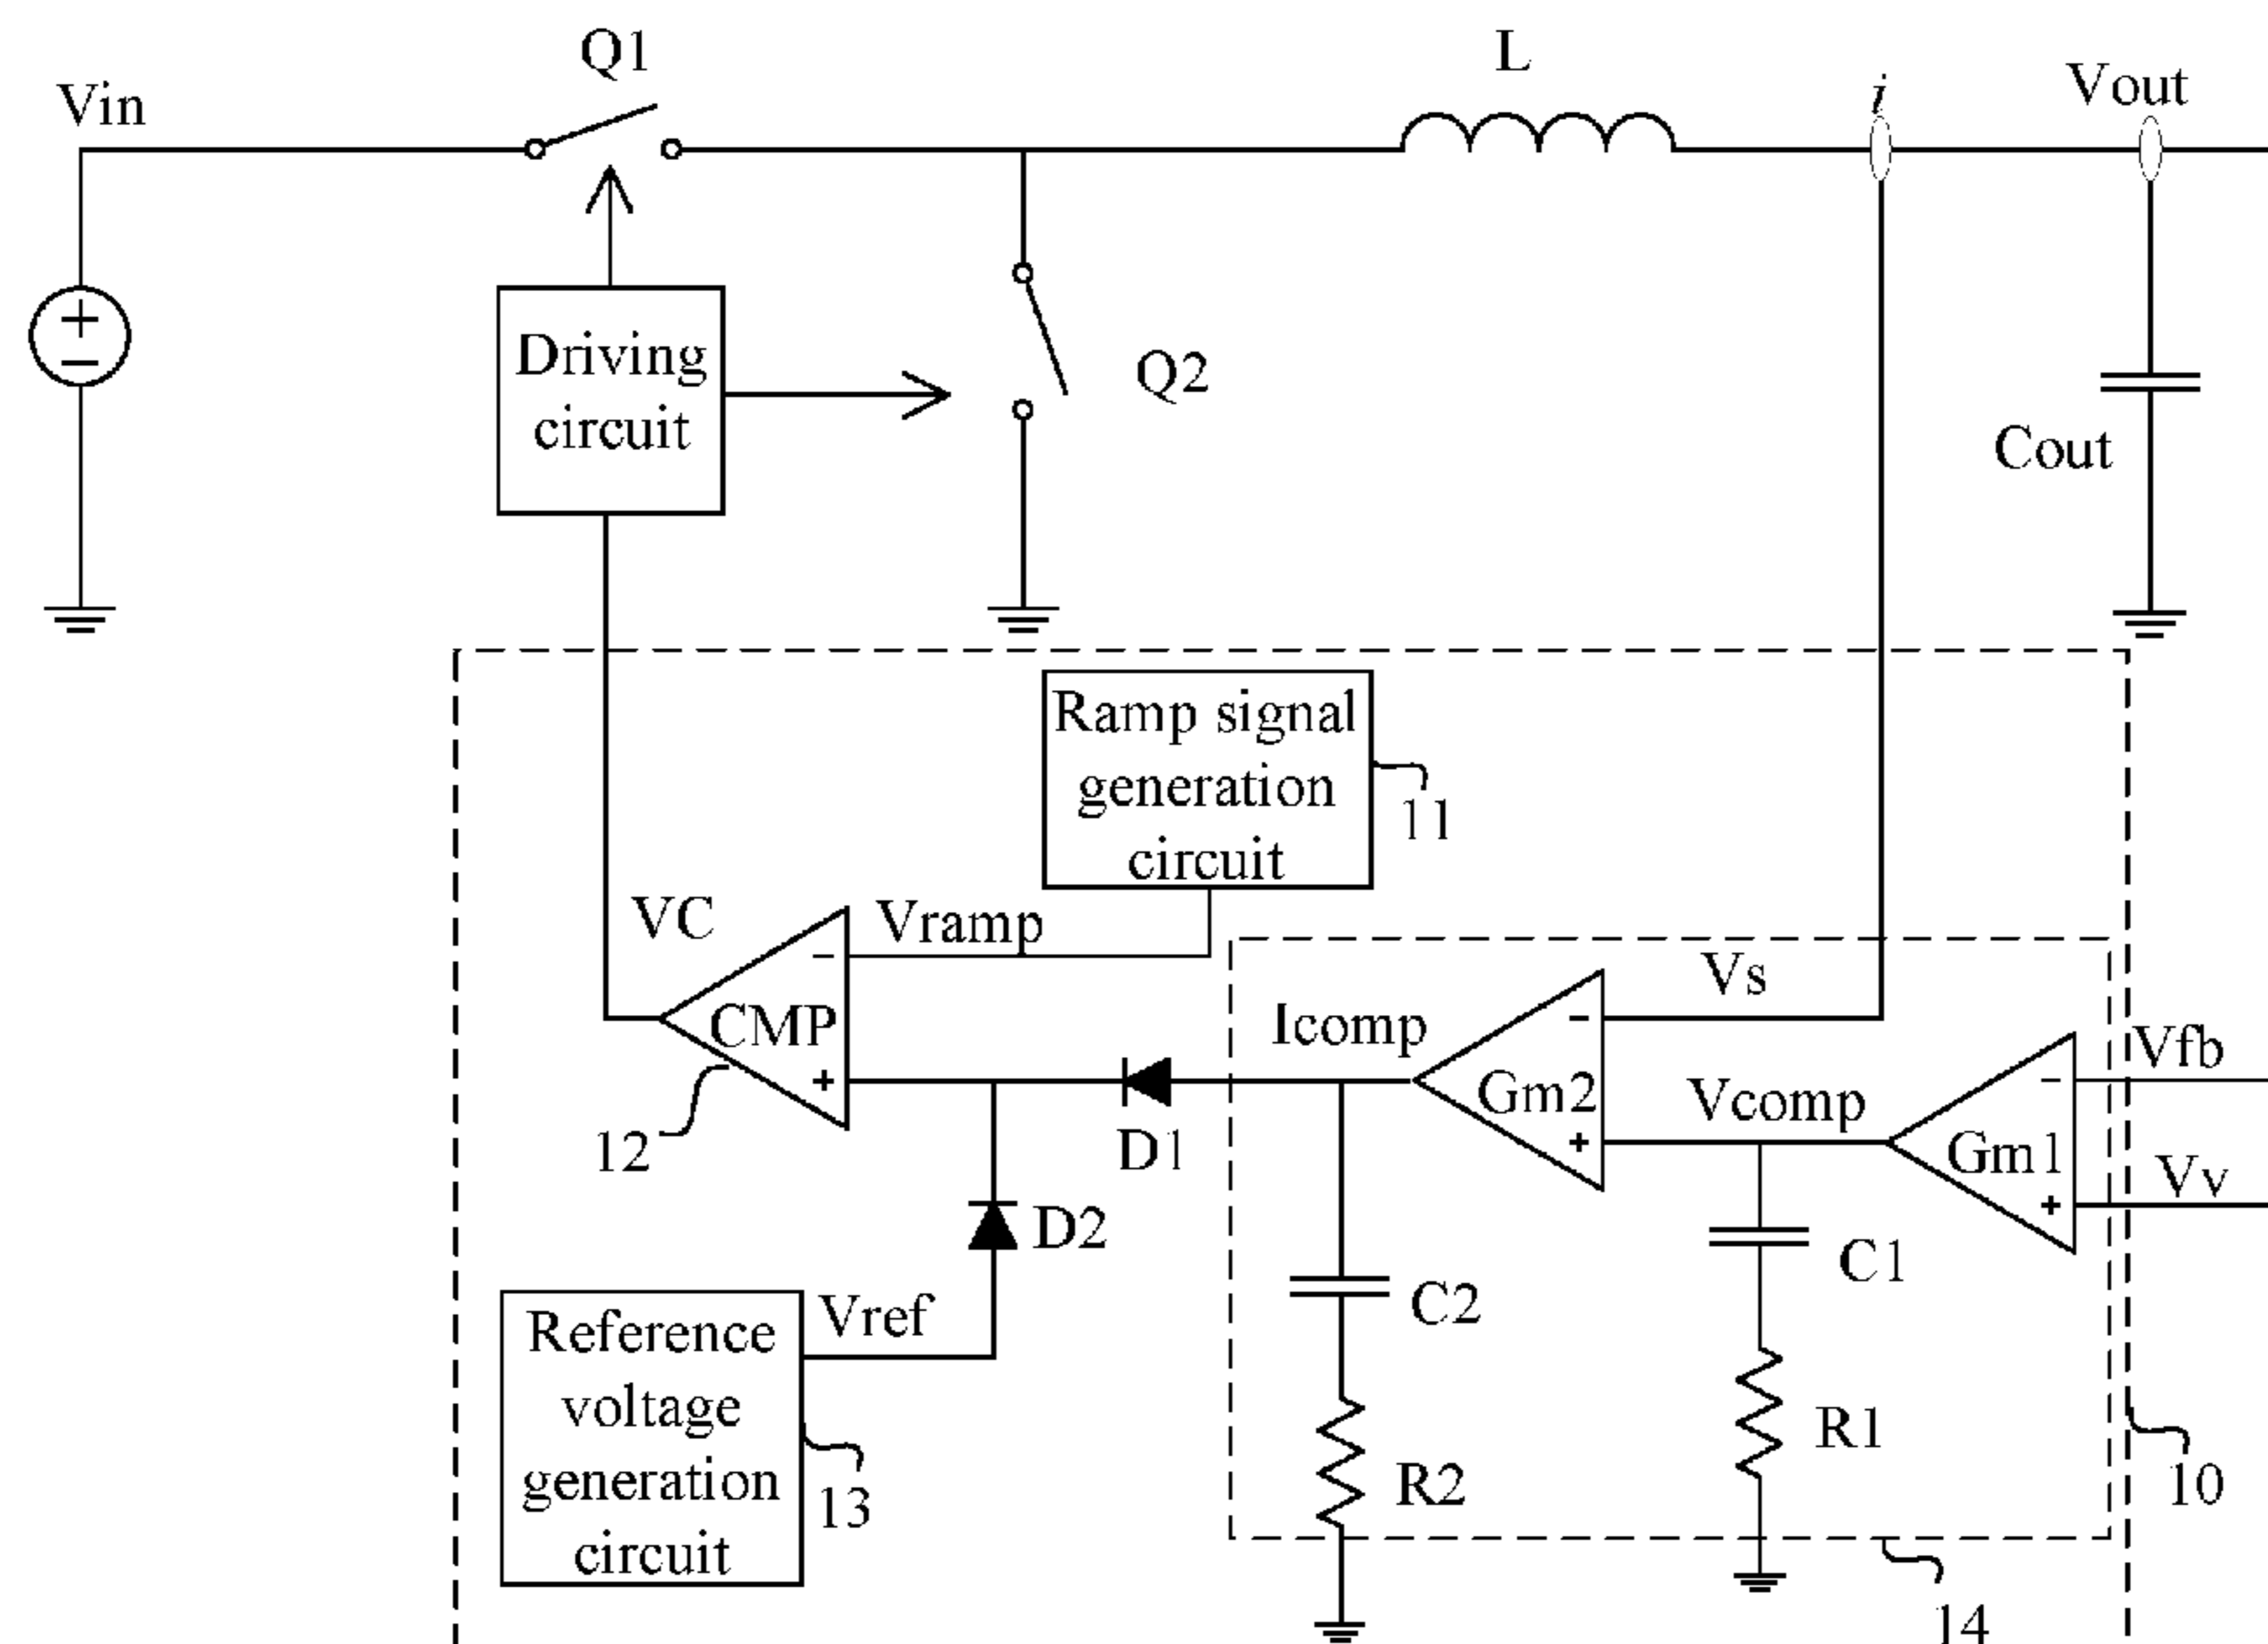 Q1
L
Vin
i
Vout
Driving
circuit
Q2
Cout
Ramp signal
generation
circuit
11
VC
Vramp
CMP
12
Icomp
Vs
Gm2
Vcomp
Gm1
Vfb
Vv
D1
D2
C2
C1
R2
R1
Reference
voltage
generation
circuit
Vref
13
10
14